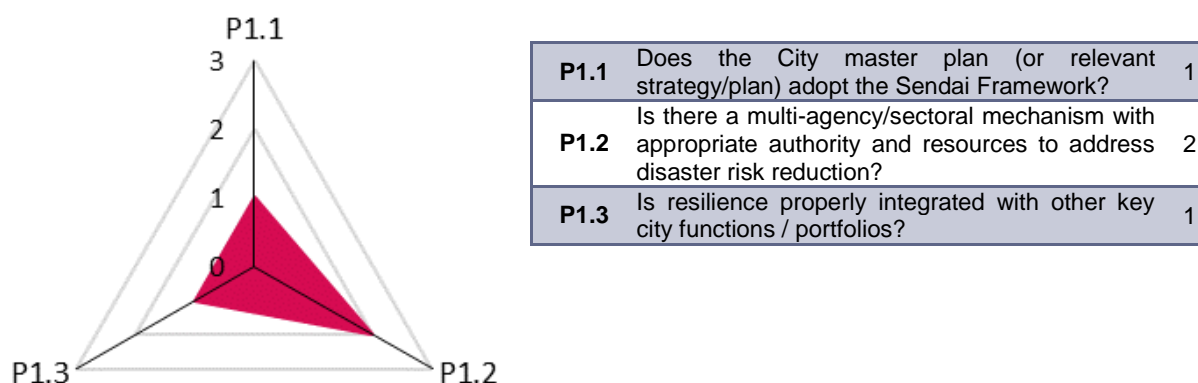 P1.1
3
2
1
0
P1.3
P1.2
P1.1 Does the City master plan (or relevant
strategy/plan) adopt the Sendai Framework? 1
Is there a multi-agency/sectoral mechanism with
P1.2 appropriate authority and resources to address 2
disaster risk reduction?
P1.3 Is resilience properly integrated with other key
city functions / portfolios? 1